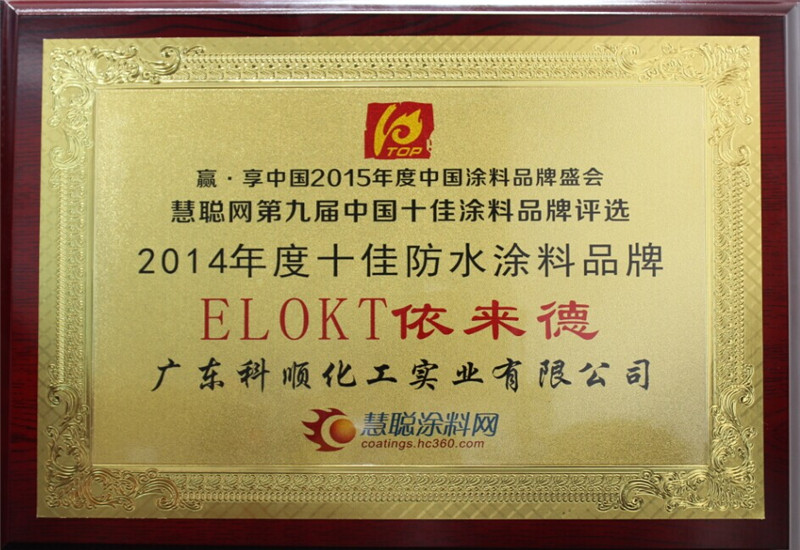 TOP
赢·享中国2015年度中国涂料品牌盛会
慧聪网第九届中国十佳涂料品牌评选
2014年度十佳防水涂料品牌
ELOKT依来德
广东科顺化工实业有限公司
慧聪涂料网
coatings.hc360.com